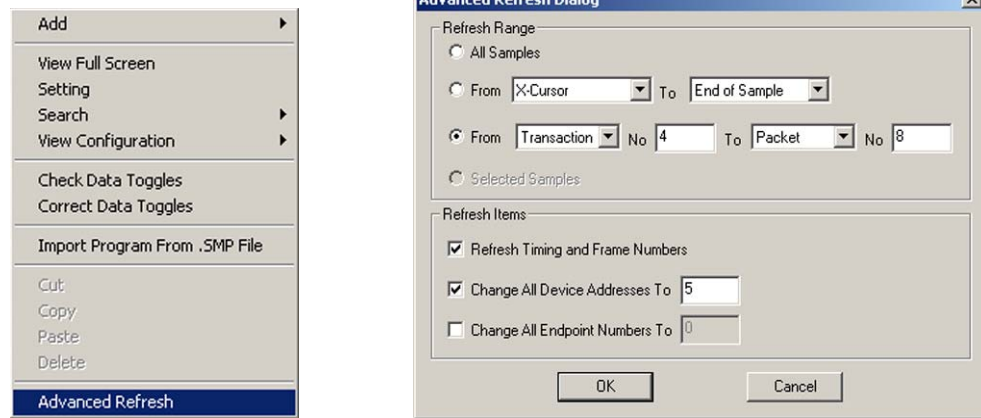 Add
View Full Screen
Setting
Search
View Configuration
Check Data Toggles
Correct Data Toggles
Import Program From .SMP File
Cut
Copy
Paste
Delete
Advanced Refresh
Advanced Refresh Dialog
Refresh Range
All Samples
From X-Cursor To End of Sample
From Transaction No 4 To Packet No 8
Selected Samples
Refresh Items
Refresh Timing and Frame Numbers
Change All Device Addresses To 5
Change All Endpoint Numbers To 0
OK Cancel